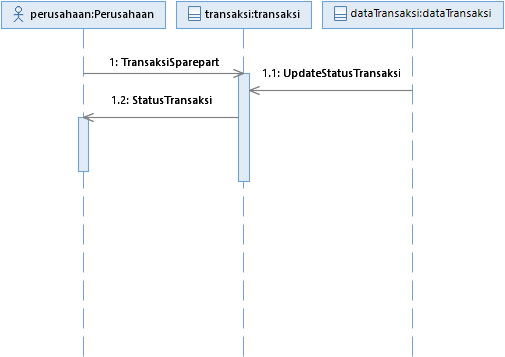 perusahaan:Perusahaan
transaksi:transaksi
dataTransaksi:dataTransaksi
1: TransaksiSparepart
1.1: UpdateStatusTransaksi
1.2: StatusTransaksi